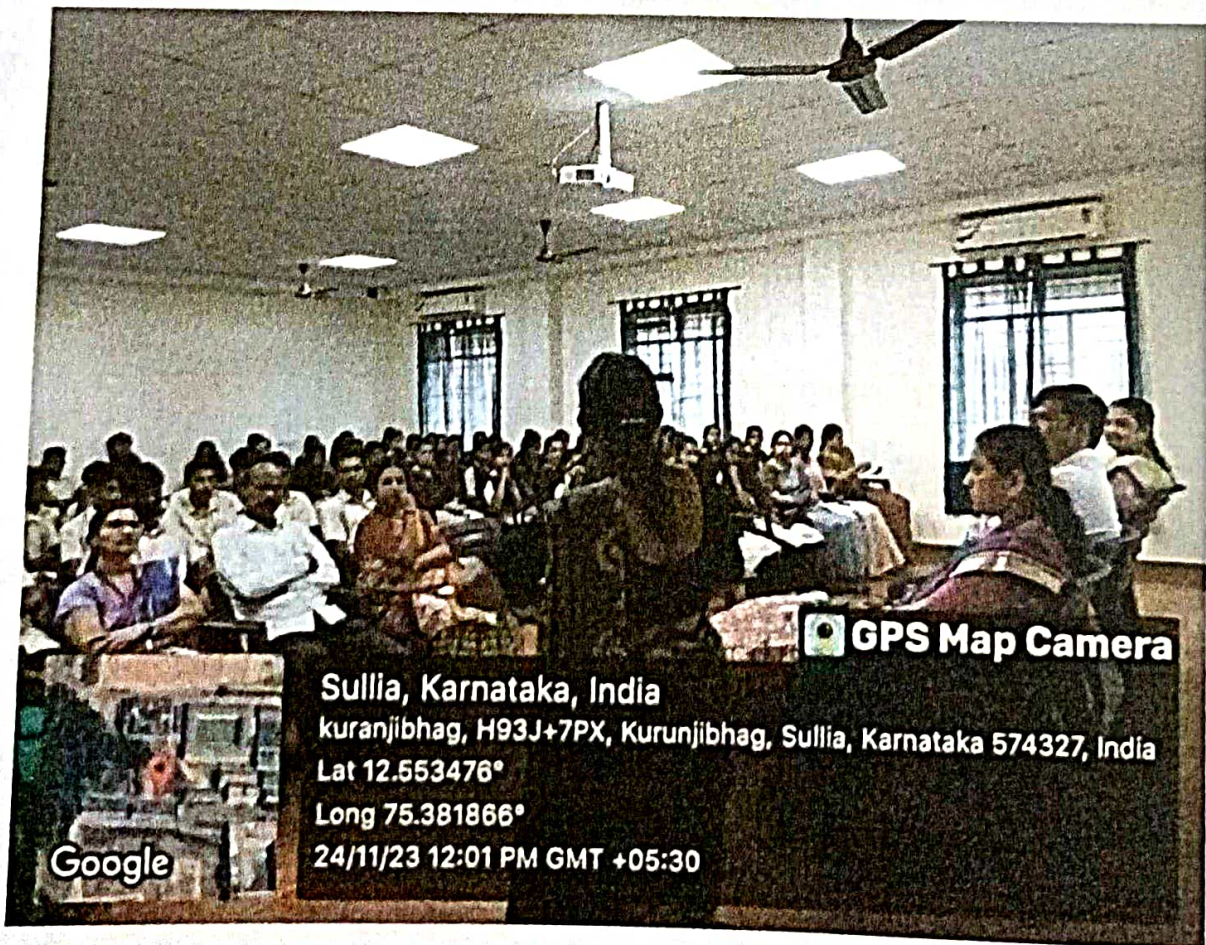 GPS Map Camera
Sullia, Karnataka, India
kuranjibhag, H93J+7PX, Kurunjibhag, Sullia, Karnataka 574327, India
Lat 12.553476°
Long 75.381866°
24/11/23 12:01 PM GMT +05:30
Google